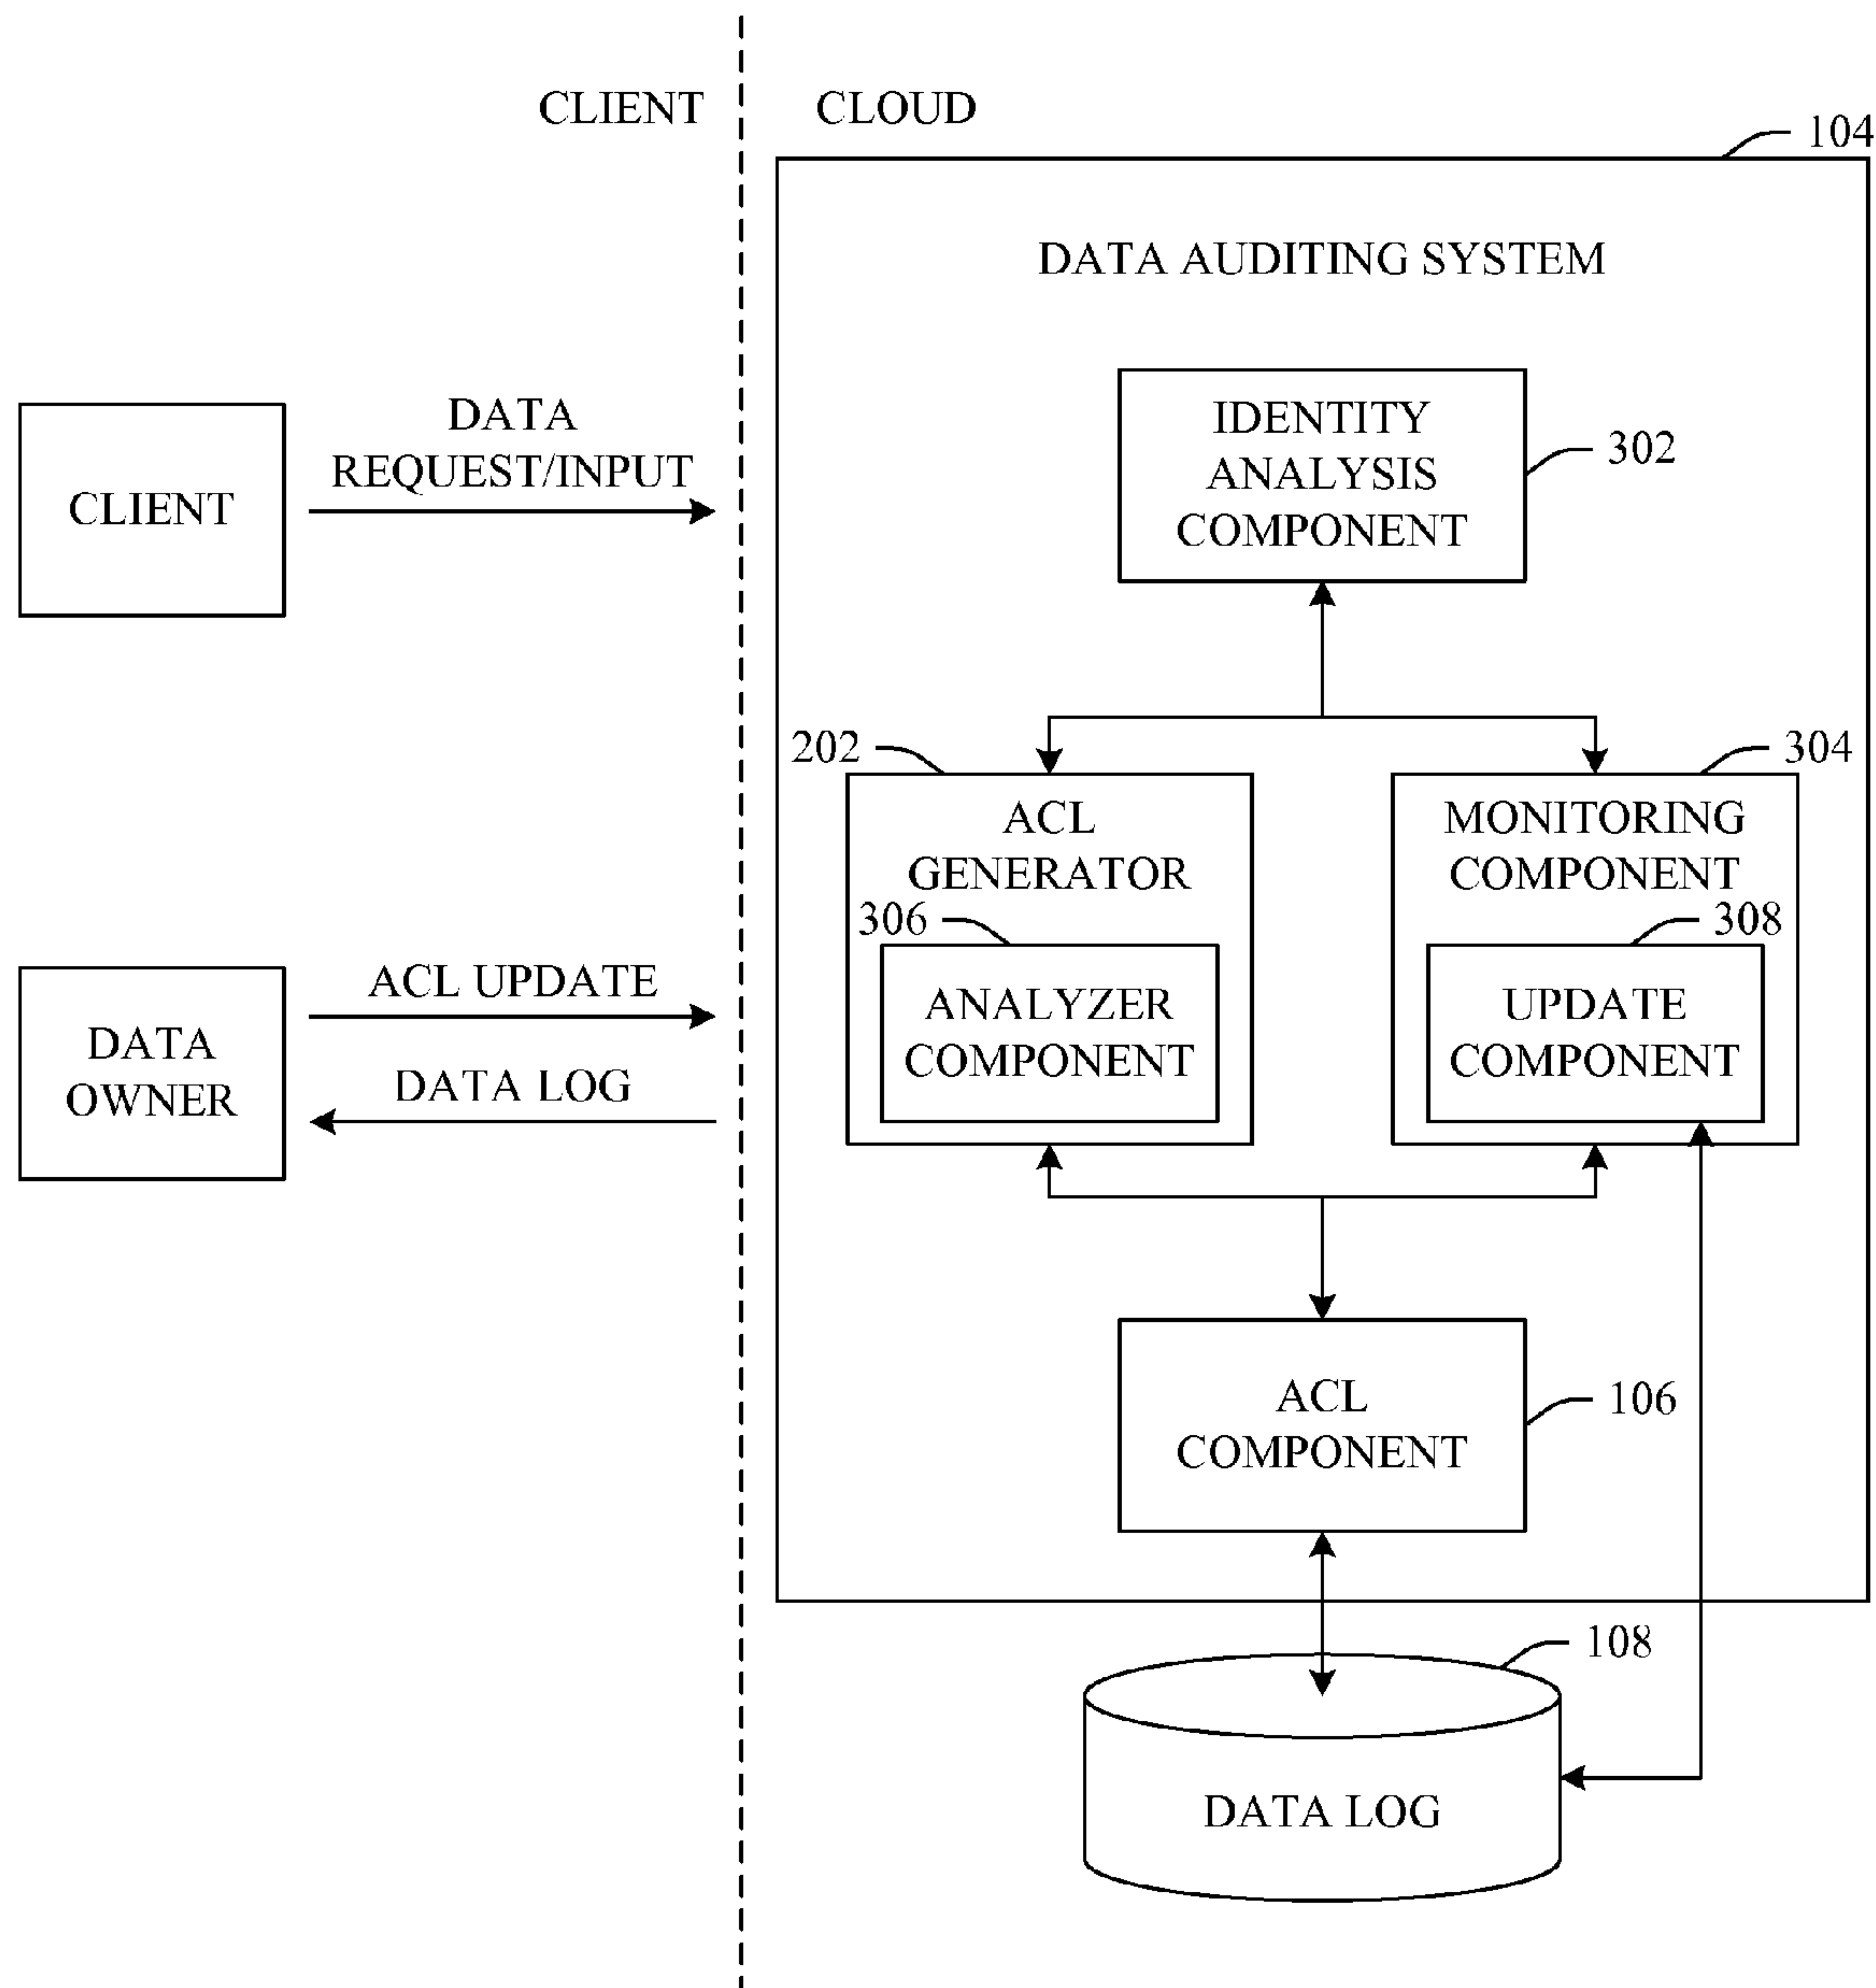 CLIENT
CLOUD
104
DATA AUDITING SYSTEM
CLIENT
DATA
REQUEST/INPUT
IDENTITY
ANALYSIS
COMPONENT
302
202
ACL
GENERATOR
306
ANALYZER
COMPONENT
304
MONITORING
COMPONENT
308
UPDATE
COMPONENT
DATA
OWNER
ACL UPDATE
DATA LOG
ACL
COMPONENT
106
108
DATA LOG